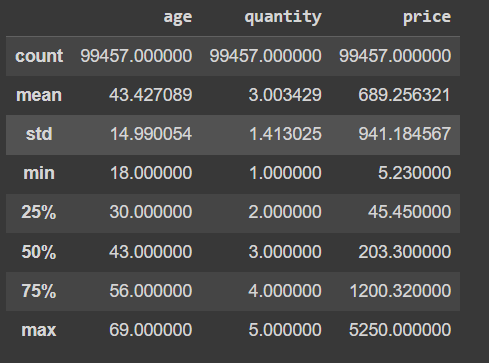 age quantity price
count 99457.000000 99457.000000 99457.000000
mean 43.427089 3.003429 689.256321
std 14.990054 1.413025 941.184567
min 18.000000 1.000000 5.230000
25% 30.000000 2.000000 45.450000
50% 43.000000 3.000000 203.300000
75% 56.000000 4.000000 1200.320000
max 69.000000 5.000000 5250.000000